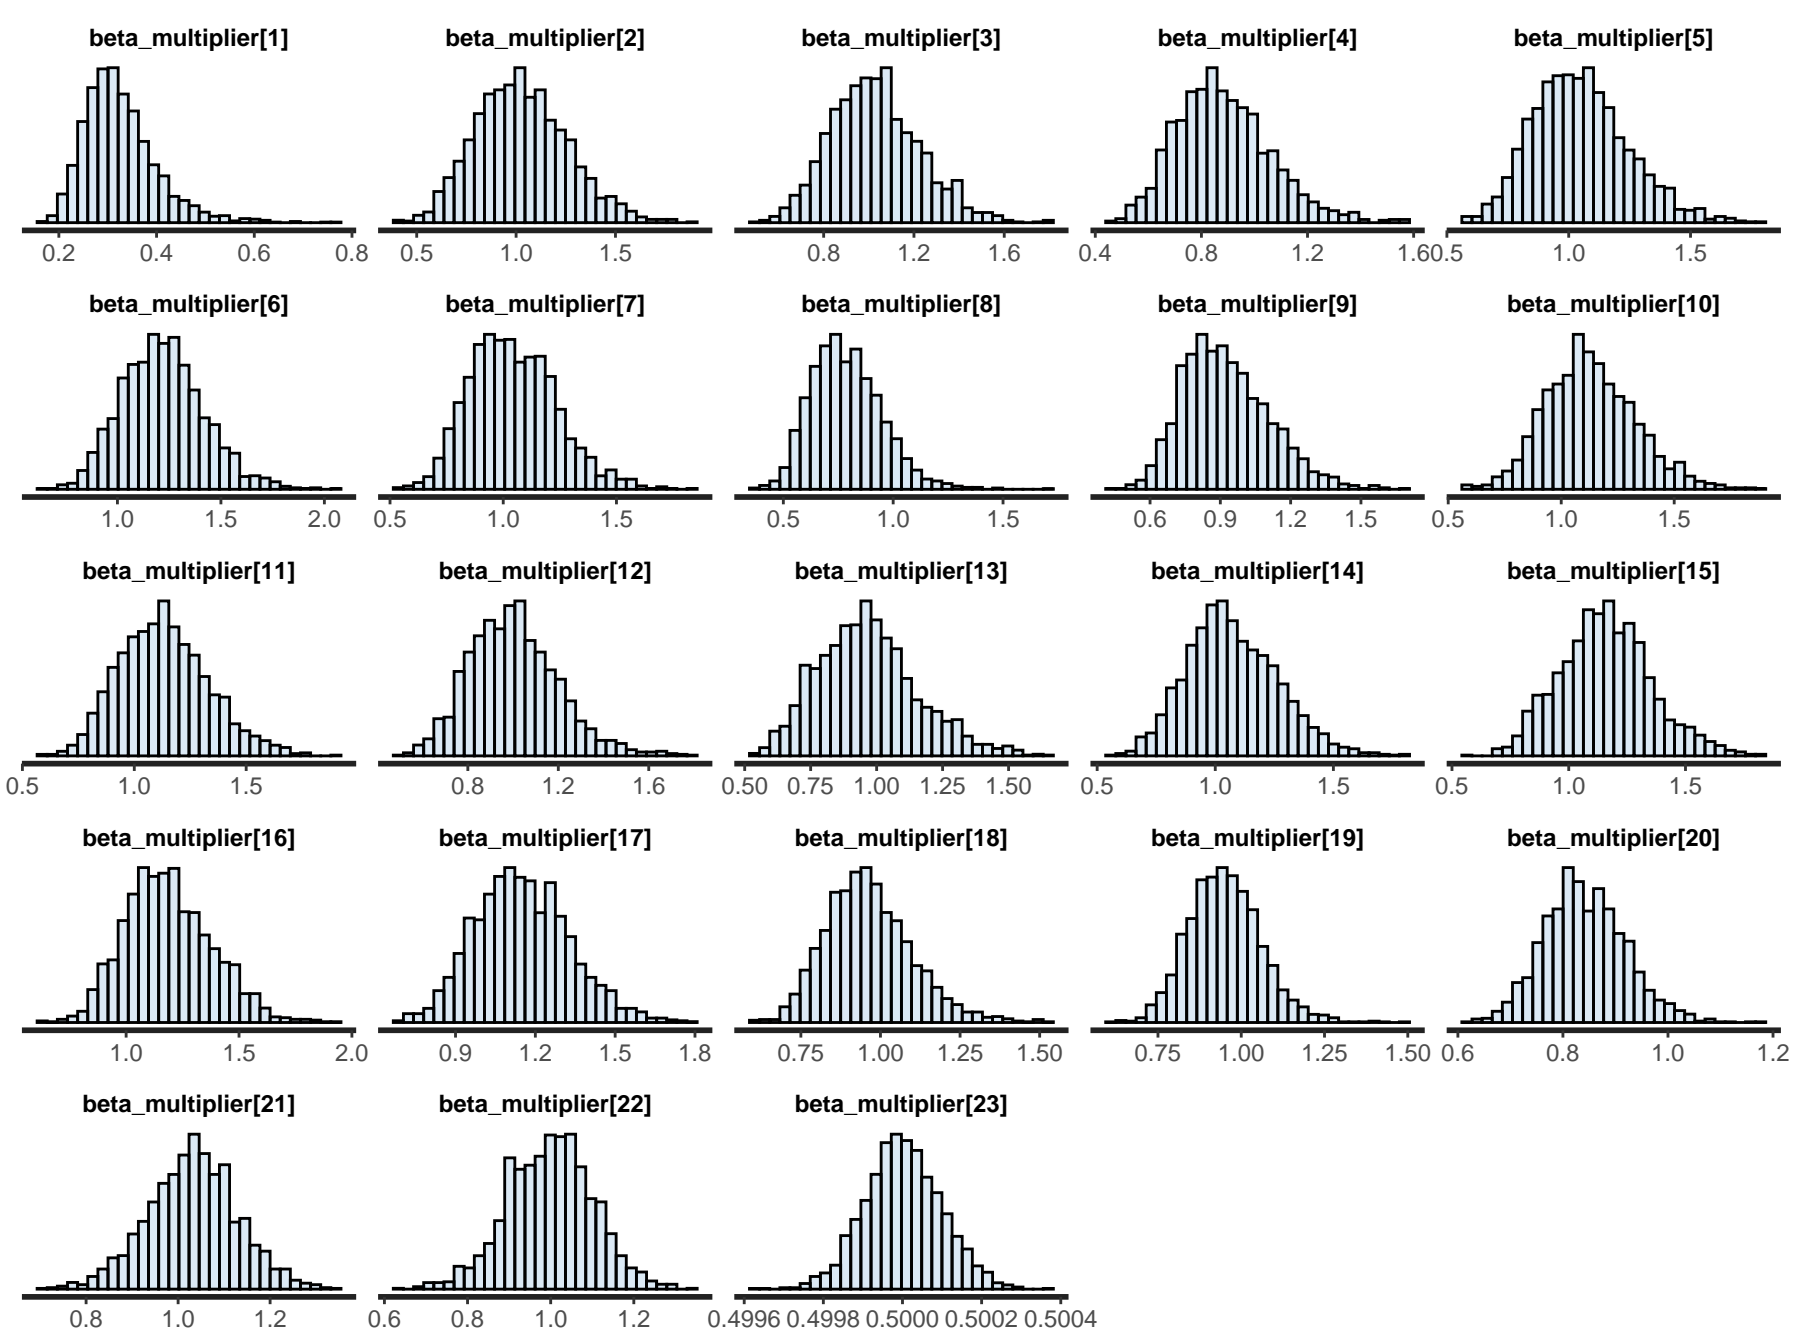 beta_multiplier[1] beta_multiplier[2] beta_multiplier[3] beta_multiplier[4] beta_multiplier[5]
0.2 0.4 0.6 0.8 0.5 1.0 1.5 0.8 1.2 1.6 0.4 0.8 1.2 1.6 0.5 1.0 1.5
beta_multiplier[6] beta_multiplier[7] beta_multiplier[8] beta_multiplier[9] beta_multiplier[10]
1.0 1.5 2.0 0.5 1.0 1.5 0.5 1.0 1.5 0.6 0.9 1.2 1.5 0.5 1.0 1.5
beta_multiplier[11] beta_multiplier[12] beta_multiplier[13] beta_multiplier[14] beta_multiplier[15]
0.5 1.0 1.5 0.8 1.2 1.6 0.50 0.75 1.00 1.25 1.50 0.5 1.0 1.5 0.5 1.0 1.5
beta_multiplier[16] beta_multiplier[17] beta_multiplier[18] beta_multiplier[19] beta_multiplier[20]
1.0 1.5 2.0 0.9 1.2 1.5 1.8 0.75 1.00 1.25 1.50 0.75 1.00 1.25 1.50 0.6 0.8 1.0 1.2
beta_multiplier[21] beta_multiplier[22] beta_multiplier[23]
0.8 1.0 1.2 0.6 0.8 1.0 1.2 0.4996 0.4998 0.5000 0.5002 0.5004